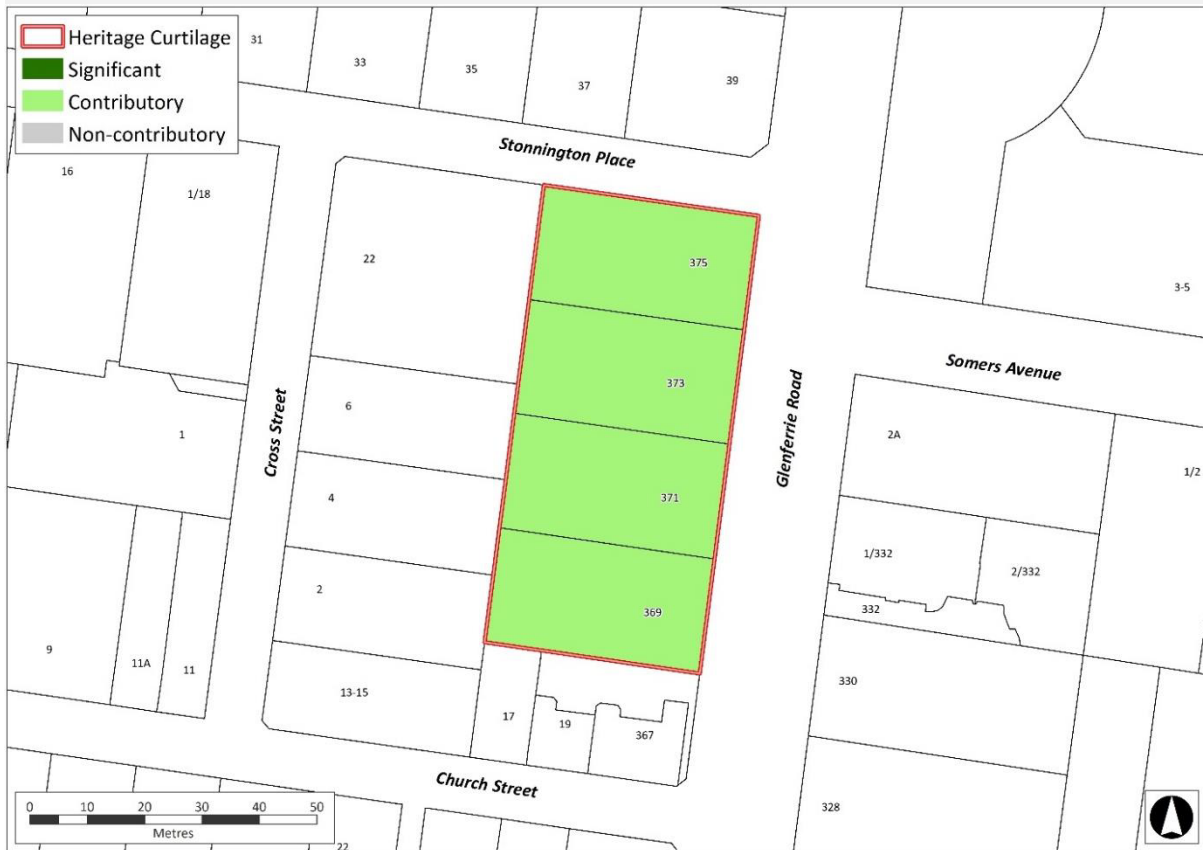 Heritage Curtilage
Significant
Contributory
Non-contributory
31
33
35
37
39
Stonnington Place
16
1/18
22
375
3-5
373
Somers Avenue
6
Cross Street
Glenferrie Road
2A
1
1/2
4
371
1/332
2/332
2
332
369
9
11A
11
13-15
17
19
367
330
Church Street
328
0 10 20 30 40 50
Metres
22